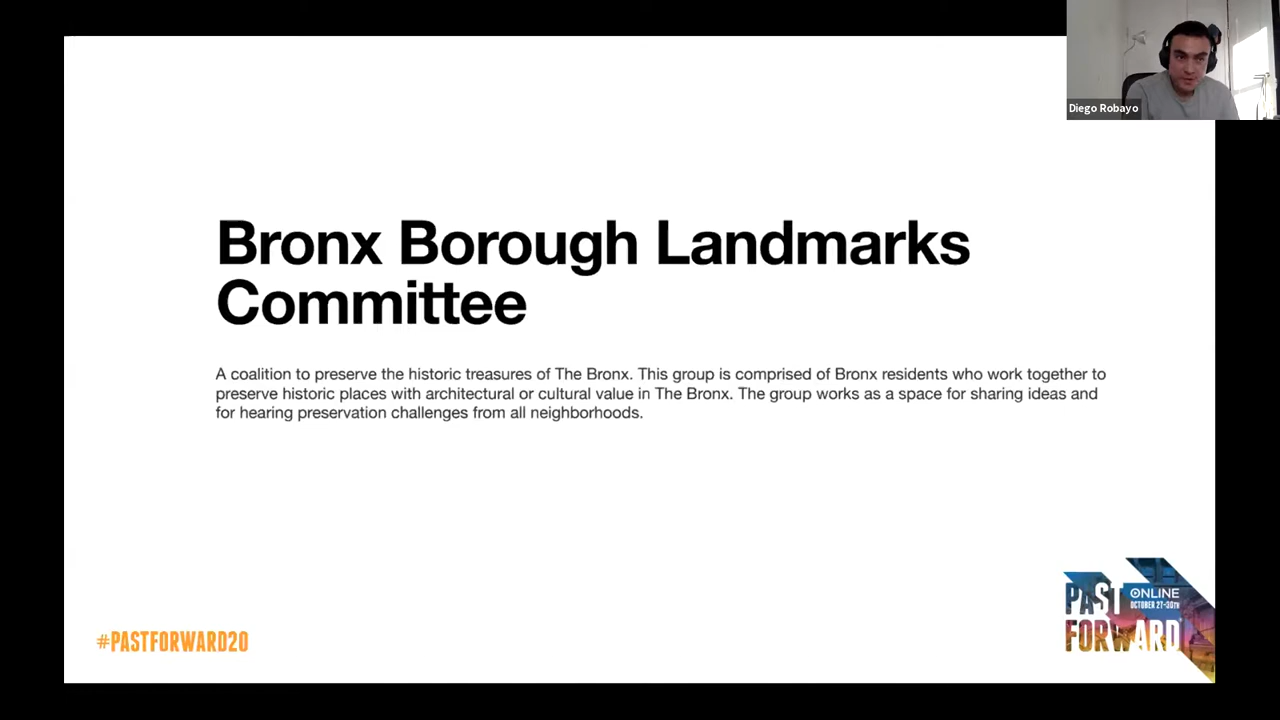 Diego Robayo
Bronx Borough Landmarks
Committee
A coalition to preserve the historic treasures of The Bronx. This group is comprised of Bronx residents who work together to
preserve historic places with architectural or cultural value in The Bronx. The group works as a space for sharing ideas and
for hearing preservation challenges from all neighborhoods.
#PASTFORWARD20
PAST
FORWARD
ONLINE
OCTOBER 27-30TH